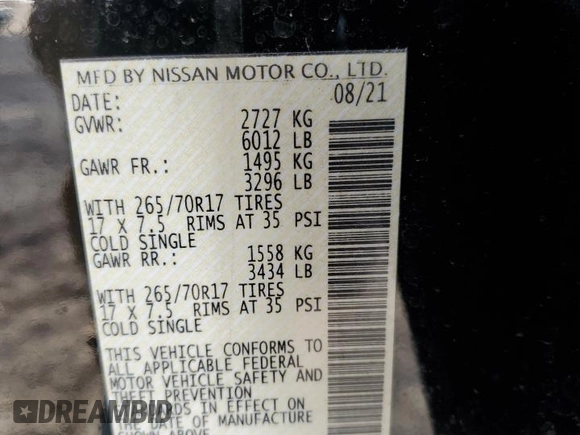 MFD BY NISSAN MOTOR CO., LTD.
DATE: 08/21
GVWR: 2727 KG
6012 LB
GAWR FR.: 1495 KG
3296 LB
WITH 265/70R17 TIRES
17 X 7.5 RIMS AT 35 PSI
COLD SINGLE
GAWR RR.: 1558 KG
3434 LB
WITH 265/70R17 TIRES
17 X 7.5 RIMS AT 35 PSI
COLD SINGLE
THIS VEHICLE CONFORMS TO
ALL APPLICABLE FEDERAL
MOTOR VEHICLE SAFETY AND
THEFT PREVENTION
IN EFFECT ON
THE DATE OF MANUFACTURE
SHOWN ABOVE
DREAMBID